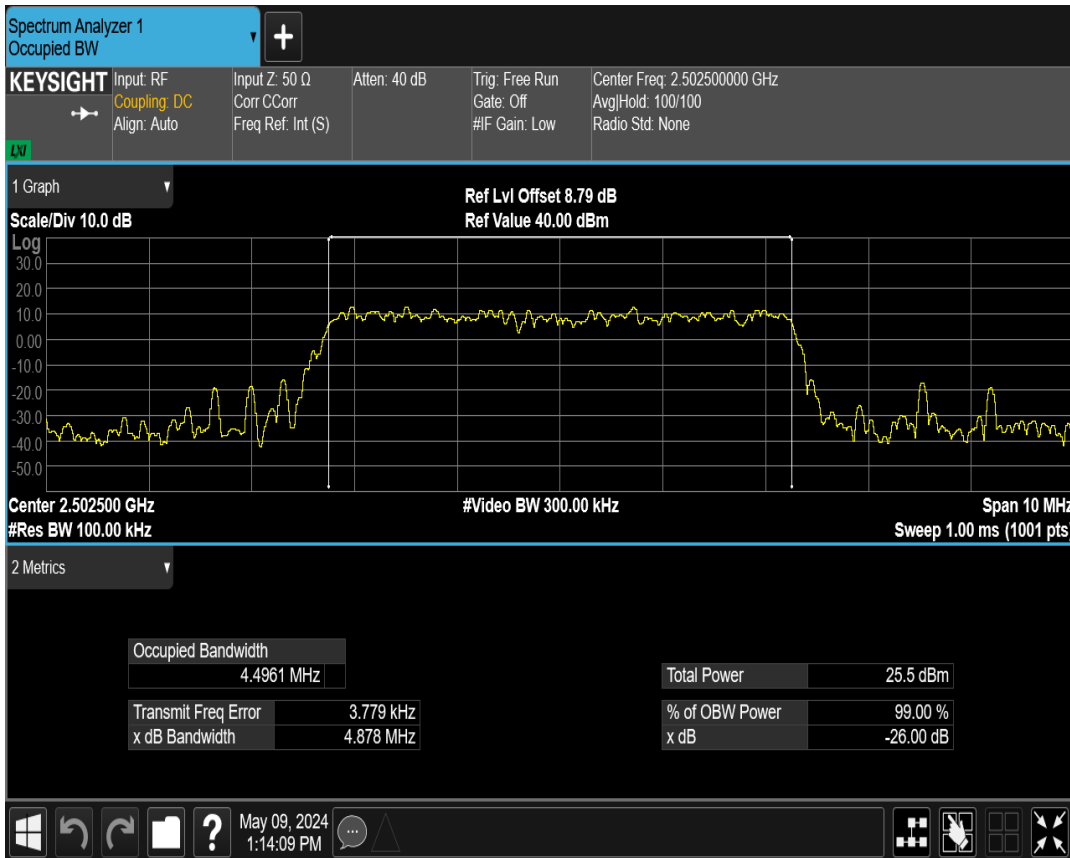 Spectrum Analyzer 1
Occupied BW
+
KEYSIGHT
LXI
Input: RF
Coupling: DC
Align: Auto
Input Z: 50 Ω
Corr CCorr
Freq Ref: Int (S)
Atten: 40 dB
Trig: Free Run
Gate: Off
#IF Gain: Low
Center Freq: 2.502500000 GHz
Avg|Hold: 100/100
Radio Std: None
1 Graph
Scale/Div 10.0 dB
Ref Lvl Offset 8.79 dB
Ref Value 40.00 dBm
Log
30.0
20.0
10.0
0.00
-10.0
-20.0
-30.0
-40.0
-50.0
Center 2.502500 GHz
#Res BW 100.00 kHz
#Video BW 300.00 kHz
Span 10 MHz
Sweep 1.00 ms (1001 pts)
2 Metrics
Occupied Bandwidth
4.4961 MHz
Transmit Freq Error 3.779 kHz
x dB Bandwidth 4.878 MHz
Total Power 25.5 dBm
% of OBW Power 99.00 %
x dB -26.00 dB
?
May 09, 2024
1:14:09 PM